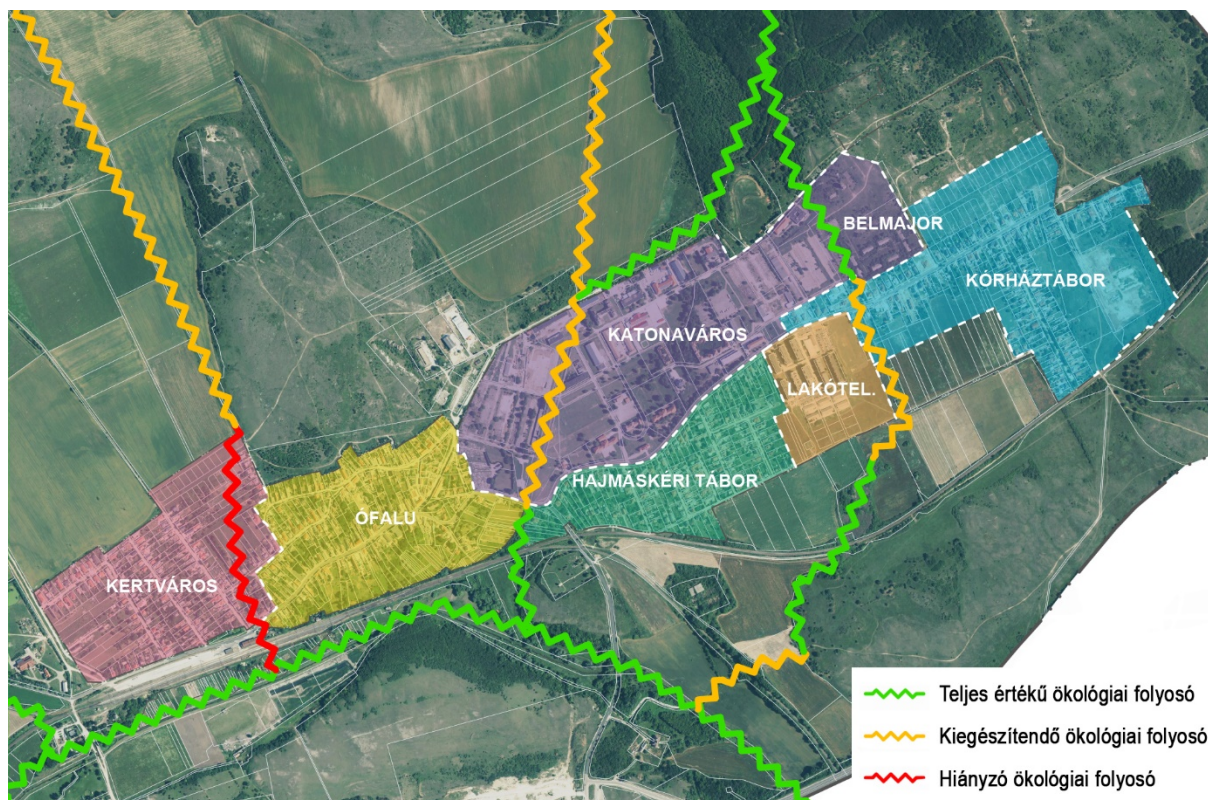 BELMAJOR
KÓRHÁZTÁBOR
KATONAVÁROS
LAKÓTEL.
HAJMÁSKÉRI TÁBOR
ÓFALU
KERTVÁROS
Teljes értékű ökológiai folyosó
Kiegészítendő ökológiai folyosó
Hiányzó ökológiai folyosó